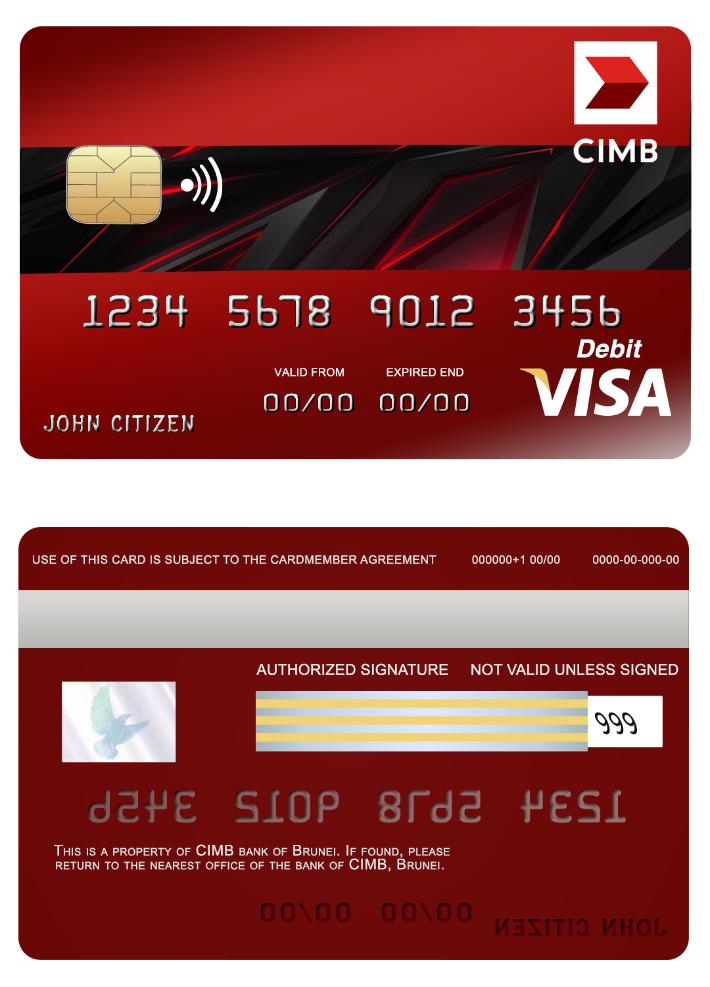 CIMB
1234 5678 9012 3456
Debit
VALID FROM EXPIRED END
VISA
00/00 00/00
JOHN CITIZEN
USE OF THIS CARD IS SUBJECT TO THE CARDMEMBER AGREEMENT 000000+1 00/00 0000-00-000-00
AUTHORIZED SIGNATURE NOT VALID UNLESS SIGNED
999
1234 5678 9012 3456
THIS IS A PROPERTY OF CIMB BANK OF BRUNEI. IF FOUND, PLEASE
RETURN TO THE NEAREST OFFICE OF THE BANK OF CIMB, BRUNEI.
00/00 00/00
JOHN CITIZEN